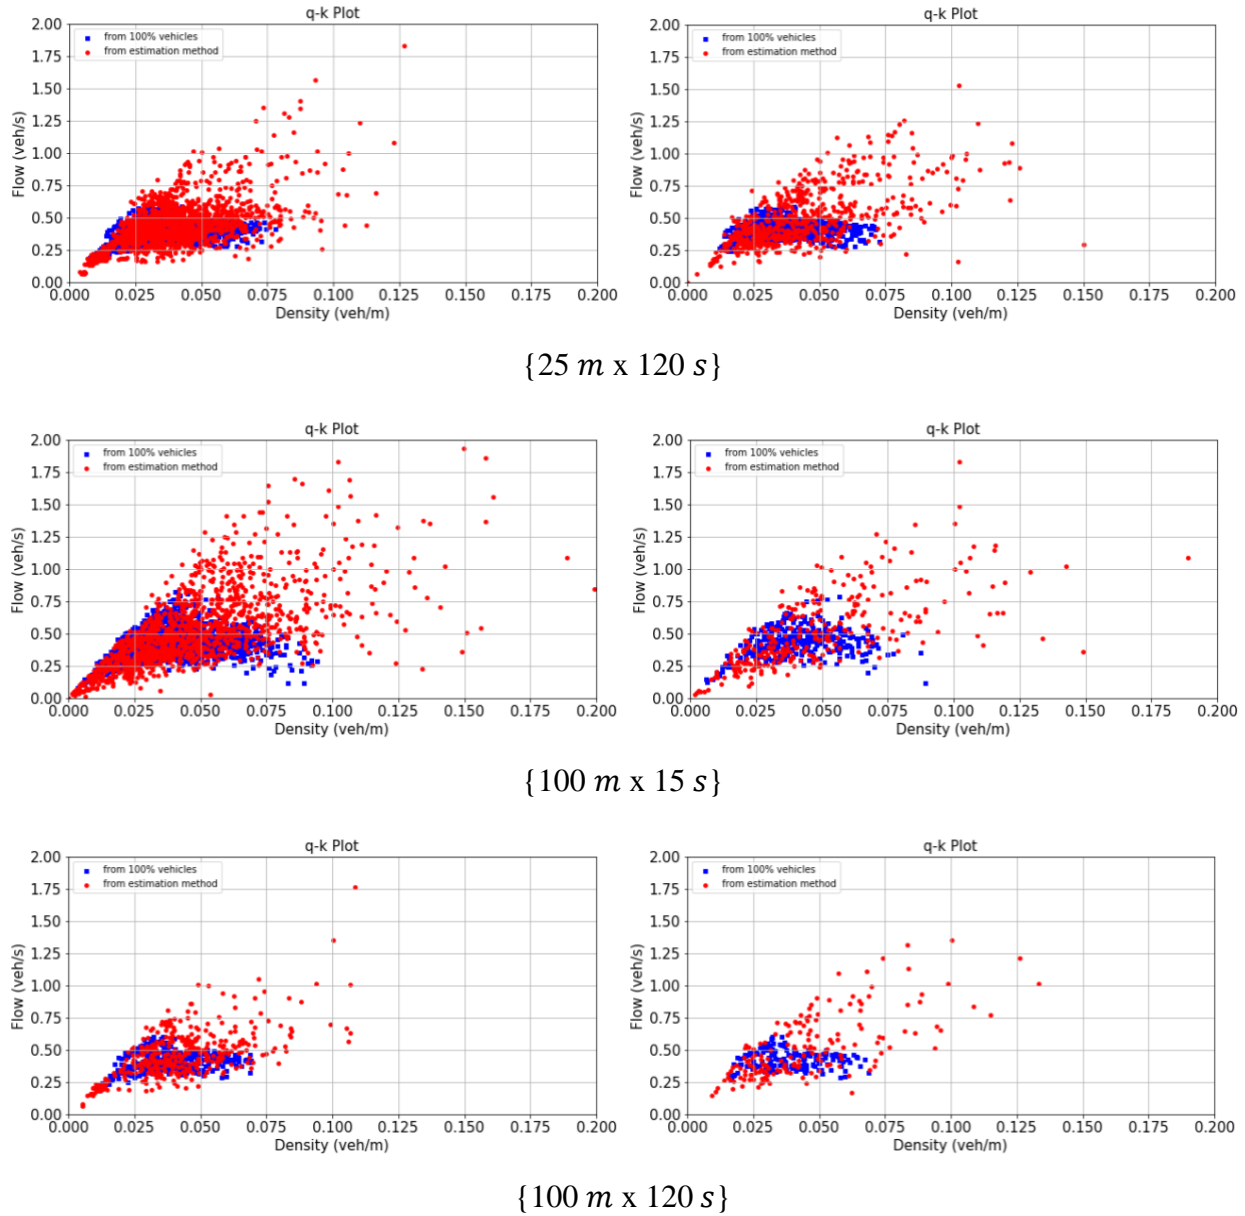 q-k Plot
2.00
1.75
1.50
1.25
1.00
0.75
0.50
0.25
0.00
Flow (veh/s)
from 100% vehicles
from estimation method
0.000 0.025 0.050 0.075 0.100 0.125 0.150 0.175 0.200
Density (veh/m)
q-k Plot
2.00
1.75
1.50
1.25
1.00
0.75
0.50
0.25
0.00
Flow (veh/s)
from 100% vehicles
from estimation method
0.000 0.025 0.050 0.075 0.100 0.125 0.150 0.175 0.200
Density (veh/m)
{25 m x 120 s}
q-k Plot
2.00
1.75
1.50
1.25
1.00
0.75
0.50
0.25
0.00
Flow (veh/s)
from 100% vehicles
from estimation method
0.000 0.025 0.050 0.075 0.100 0.125 0.150 0.175 0.200
Density (veh/m)
q-k Plot
2.00
1.75
1.50
1.25
1.00
0.75
0.50
0.25
0.00
Flow (veh/s)
from 100% vehicles
from estimation method
0.000 0.025 0.050 0.075 0.100 0.125 0.150 0.175 0.200
Density (veh/m)
{100 m x 15 s}
q-k Plot
2.00
1.75
1.50
1.25
1.00
0.75
0.50
0.25
0.00
Flow (veh/s)
from 100% vehicles
from estimation method
0.000 0.025 0.050 0.075 0.100 0.125 0.150 0.175 0.200
Density (veh/m)
q-k Plot
2.00
1.75
1.50
1.25
1.00
0.75
0.50
0.25
0.00
Flow (veh/s)
from 100% vehicles
from estimation method
0.000 0.025 0.050 0.075 0.100 0.125 0.150 0.175 0.200
Density (veh/m)
{100 m x 120 s}